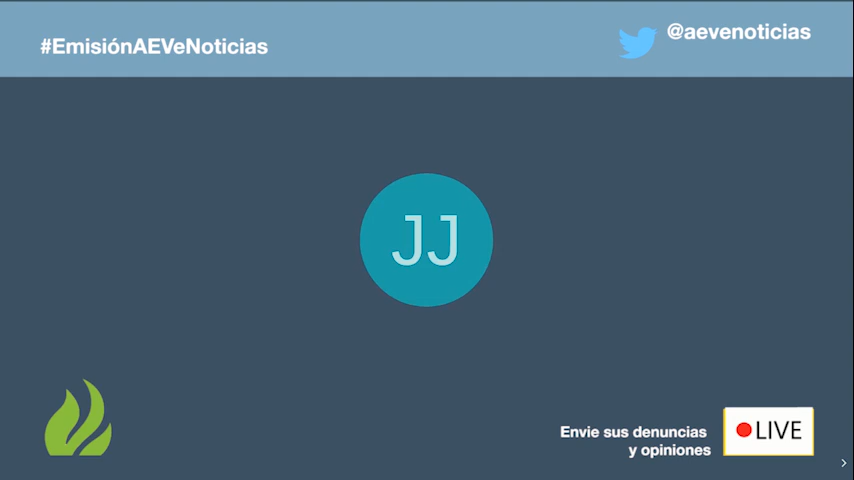 #EmisiónAEVeNoticias
@aevenoticias
JJ
Envie sus denuncias
y opiniones
LIVE